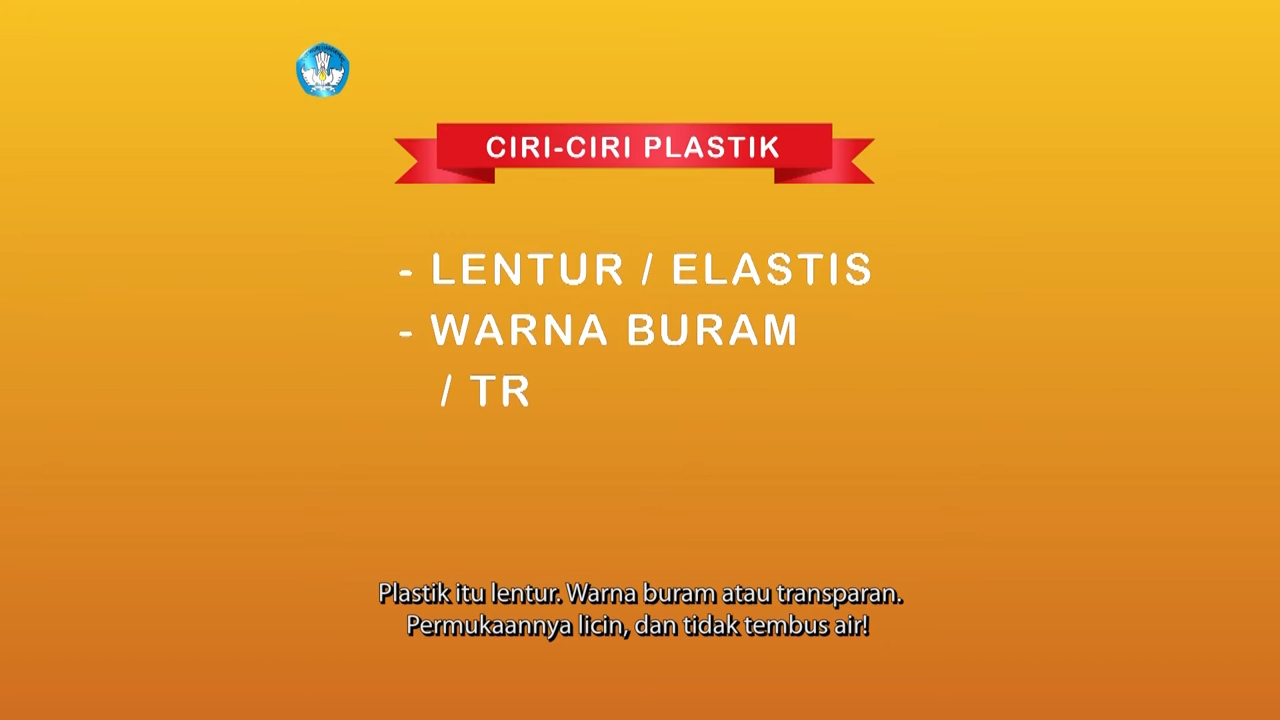 CIRI-CIRI PLASTIK
- LENTUR / ELASTIS
- WARNA BURAM
/ TR
Plastik itu lentur. Warna buram atau transparan.
Permukaannya licin, dan tidak tembus air!